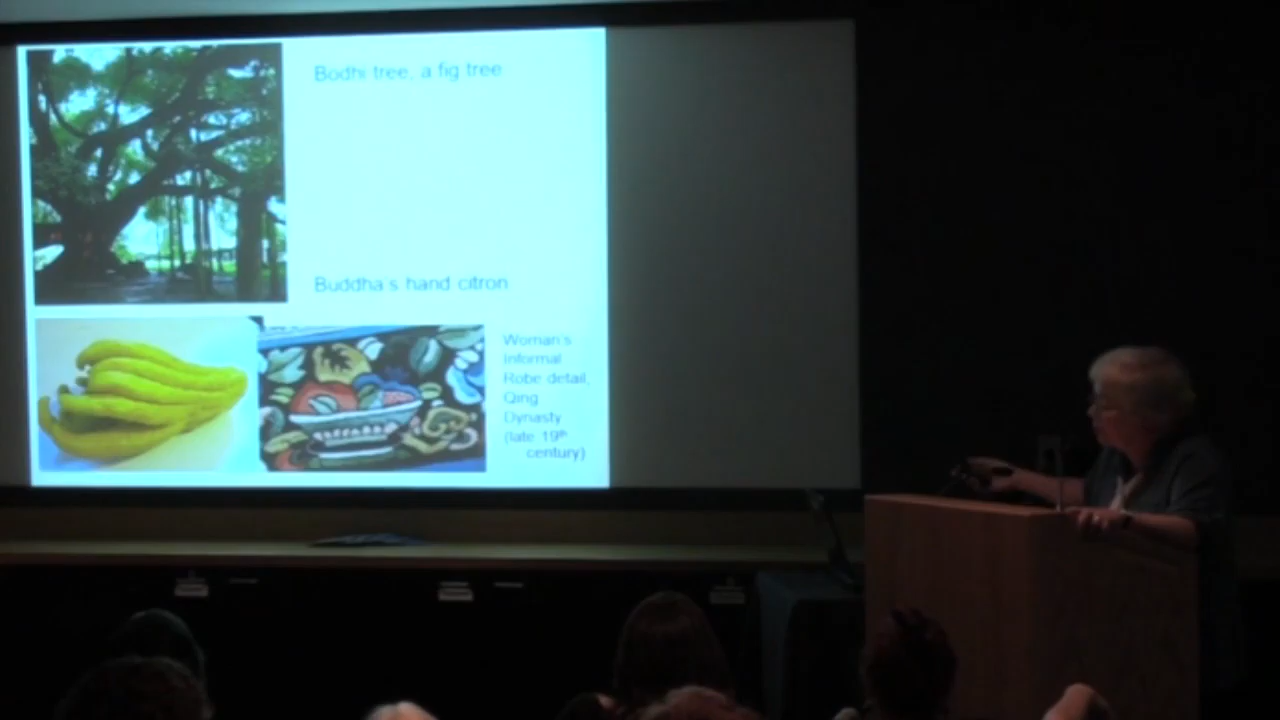 Bodhi tree, a fig tree
Buddha's hand citron
Woman's
Informal
Robe detail,
Qing
Dynasty
(late 19th
century)